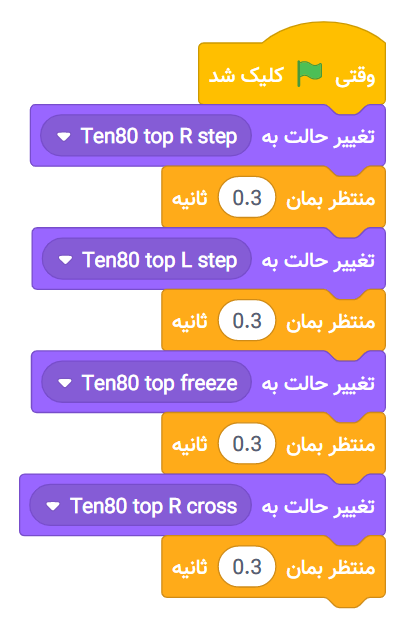 وقتی کلیک شد
تغییر حالت به Ten80 top R step
منتظر بمان 0.3 ثانیه
تغییر حالت به Ten80 top L step
منتظر بمان 0.3 ثانیه
تغییر حالت به Ten80 top freeze
منتظر بمان 0.3 ثانیه
تغییر حالت به Ten80 top R cross
منتظر بمان 0.3 ثانیه